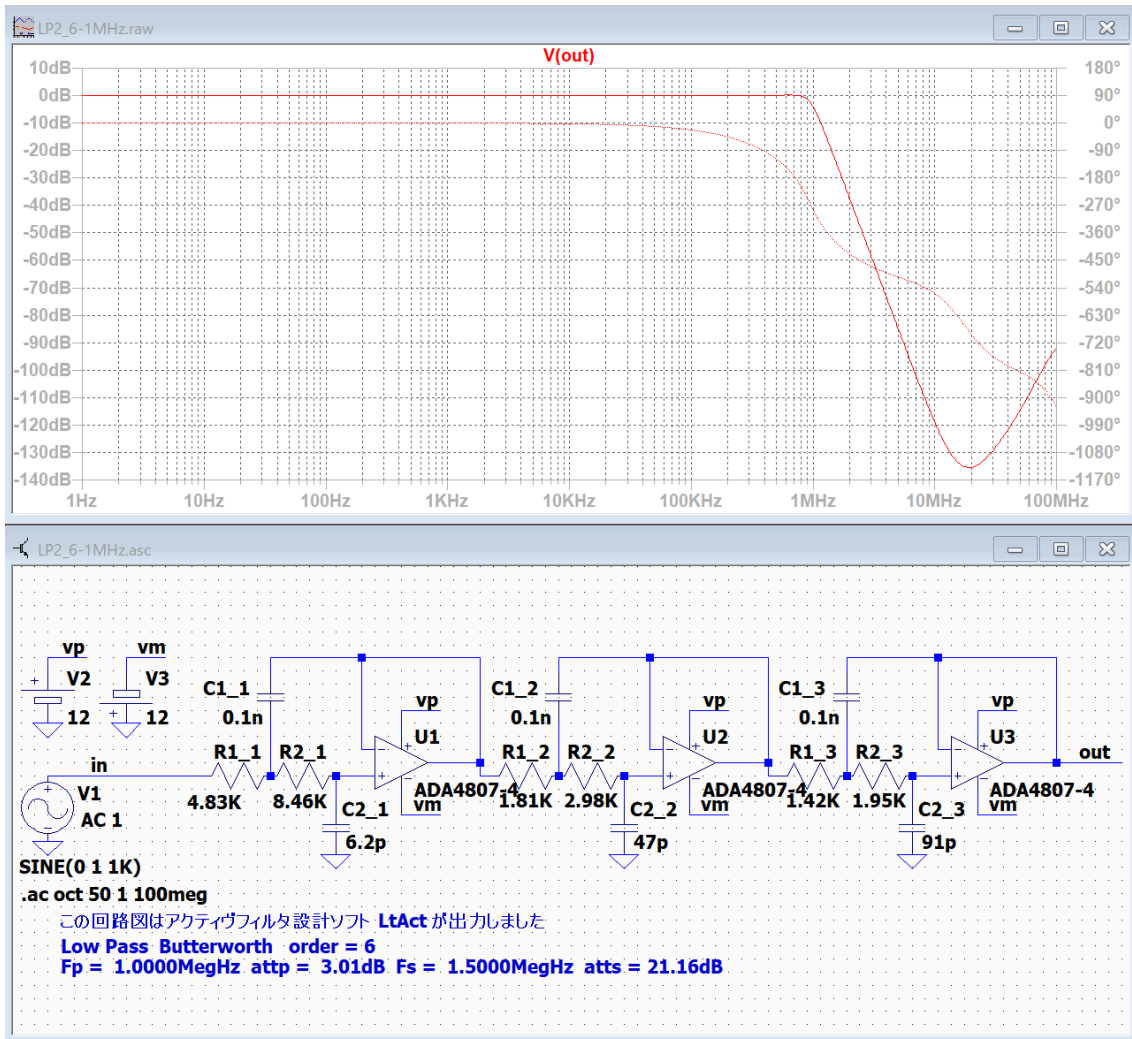 LP2_6-1MHz.raw
V(out)
10dB
0dB
-10dB
-20dB
-30dB
-40dB
-50dB
-60dB
-70dB
-80dB
-90dB
-100dB
-110dB
-120dB
-130dB
-140dB
180°
90°
0°
-90°
-180°
-270°
-360°
-450°
-540°
-630°
-720°
-810°
-900°
-990°
-1080°
-1170°
1Hz 10Hz 100Hz 1KHz 10KHz 100KHz 1MHz 10MHz 100MHz
LP2_6-1MHz.asc
vp vm
V2 V3
12 12
in
V1
AC 1
SINE(0 1 1K)
.ac oct 50 1 100meg
C1_1
0.1n
R1_1 R2_1
4.83K 8.46K
C2_1
6.2p
vp
U1
ADA4807-4
vm
C1_2
0.1n
R1_2 R2_2
1.81K 2.98K
C2_2
47p
vp
U2
ADA4807-4
vm
C1_3
0.1n
R1_3 R2_3
1.42K 1.95K
C2_3
91p
vp
U3
ADA4807-4
vm
out
この回路図はアクティヴフィルタ設計ソフト LtAct が出力しました
Low Pass Butterworth order = 6
Fp = 1.0000MegHz attp = 3.01dB Fs = 1.5000MegHz atts = 21.16dB